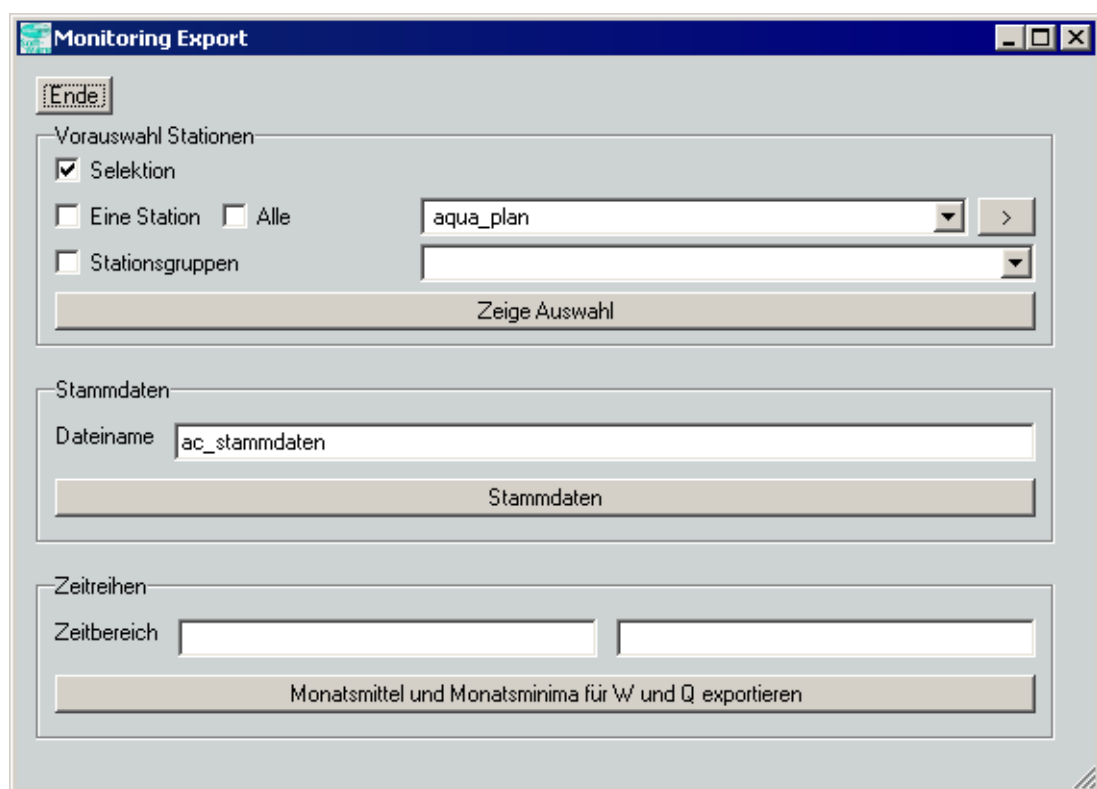 Monitoring Export
Ende
Vorauswahl Stationen
Selektion
Eine Station Alle aqua_plan >
Stationsgruppen
Zeige Auswahl
Stammdaten
Dateiname ac_stammdaten
Stammdaten
Zeitreihen
Zeitbereich
Monatsmittel und Monatsminima für W und Q exportieren